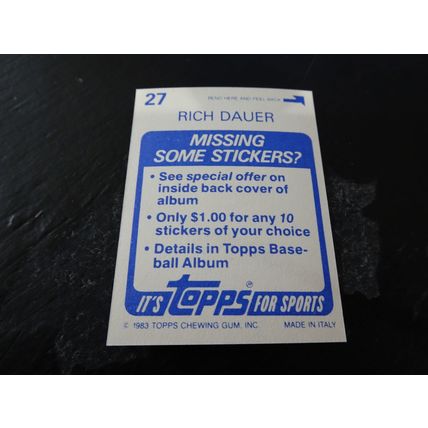 27
BEND HERE AND PEEL BACK
RICH DAUER
MISSING
SOME STICKERS?
• See special offer on
inside back cover of
album
• Only $1.00 for any 10
stickers of your choice
• Details in Topps Base-
ball Album
IT'S topps® FOR SPORTS
© 1983 TOPPS CHEWING GUM, INC. MADE IN ITALY